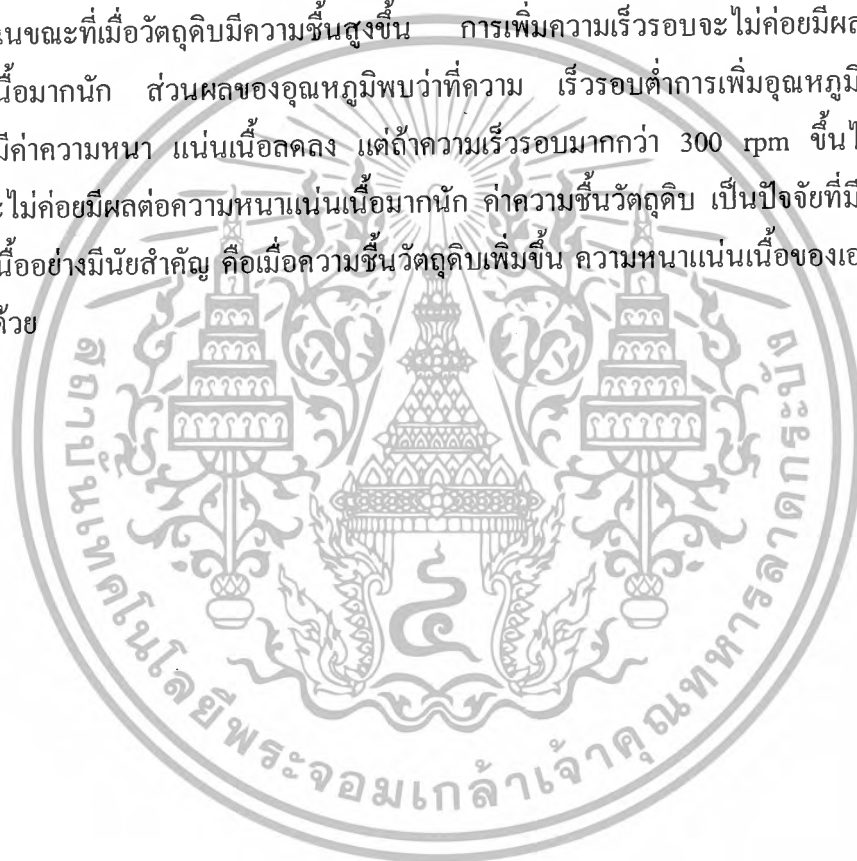 นขณะที่เมื่อวัตถุดิบมีความชื้นสูงขึ้น การเพิ่มความเร็วรอบจะไม่ค่อยมีผล
นื้อมากนัก ส่วนผลของอุณหภูมิพบว่าที่ความ เร็วรอบต่ำการเพิ่มอุณหภูมิ
มีค่าความหนา แน่นเนื้อลดลง แต่ถ้าความเร็วรอบมากกว่า 300 rpm ขึ้นไ
ะไม่ค่อยมีผลต่อความหนาแน่นเนื้อมากนัก ค่าความชื้นวัตถุดิบ เป็นปัจจัยที่มี
นื้ออย่างมีนัยสำคัญ คือเมื่อความชื้นวัตถุดิบเพิ่มขึ้น ความหนาแน่นเนื้อของเอ
ด้วย
สถาบันเทคโนโลยีพระจอมเกล้าเจ้าคุณทหารลาดกระบัง
๔